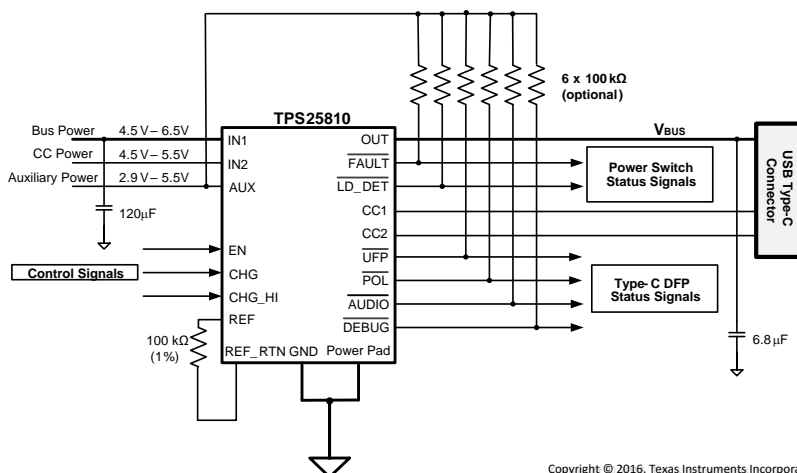 6 x 100 kΩ
(optional)
TPS25810
Bus Power 4.5 V – 6.5V
CC Power 4.5 V – 5.5V
Auxiliary Power 2.9 V – 5.5V
120µF
IN1
IN2
AUX
EN
CHG
CHG_HI
REF
REF_RTN GND Power Pad
Control Signals
100 kΩ
(1%)
OUT
FAULT
LD_DET
CC1
CC2
UFP
POL
AUDIO
DEBUG
VBUS
Power Switch
Status Signals
Type-C DFP
Status Signals
USB Type-C
Connector
6.8 µF
Copyright © 2016, Texas Instruments Incorpora